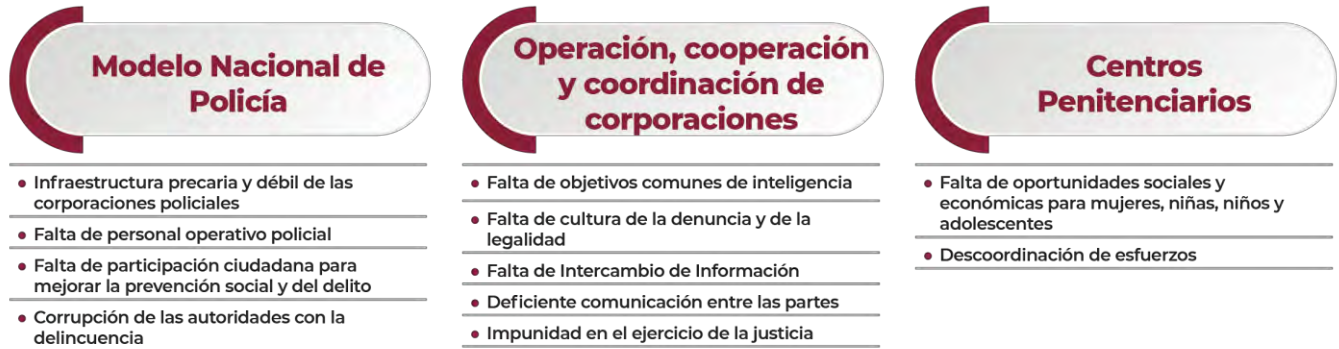 Modelo Nacional de
Policía
• Infraestructura precaria y débil de las
corporaciones policiales
• Falta de personal operativo policial
• Falta de participación ciudadana para
mejorar la prevención social y del delito
• Corrupción de las autoridades con la
delincuencia
Operación, cooperación
y coordinación de
corporaciones
• Falta de objetivos comunes de inteligencia
• Falta de cultura de la denuncia y de la
legalidad
• Falta de Intercambio de Información
• Deficiente comunicación entre las partes
• Impunidad en el ejercicio de la justicia
Centros
Penitenciarios
• Falta de oportunidades sociales y
económicas para mujeres, niñas, niños y
adolescentes
• Descoordinación de esfuerzos